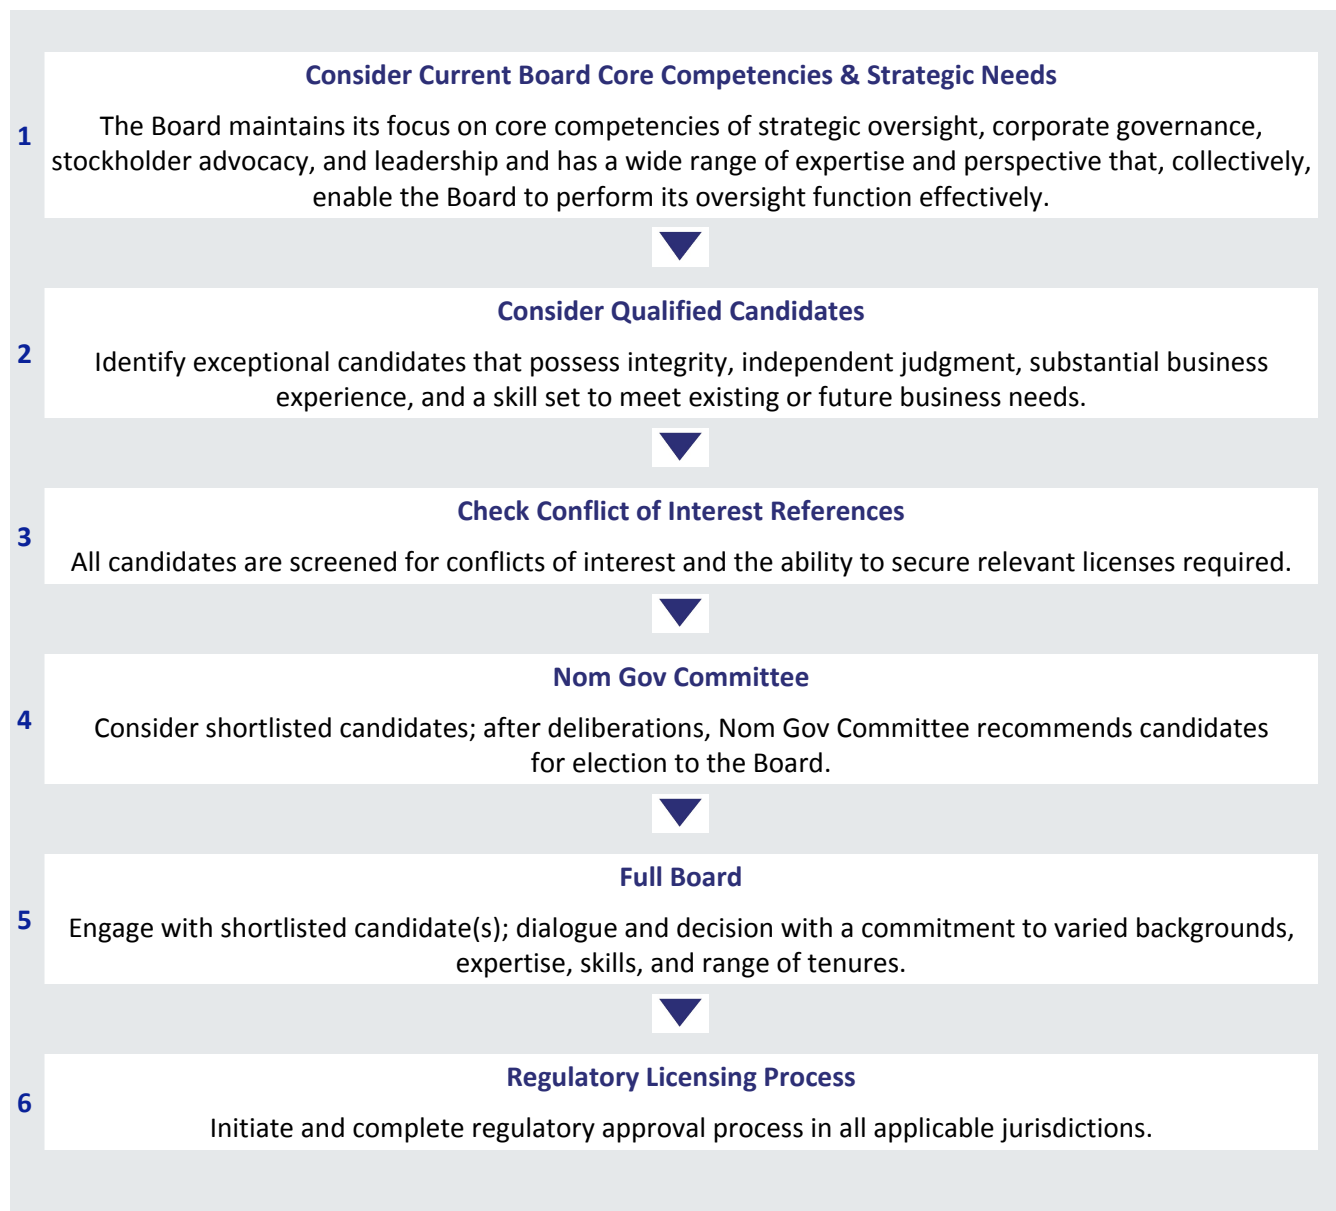 Consider Current Board Core Competencies & Strategic Needs
1
The Board maintains its focus on core competencies of strategic oversight, corporate governance,
stockholder advocacy, and leadership and has a wide range of expertise and perspective that, collectively,
enable the Board to perform its oversight function effectively.
Consider Qualified Candidates
2
Identify exceptional candidates that possess integrity, independent judgment, substantial business
experience, and a skill set to meet existing or future business needs.
Check Conflict of Interest References
3
All candidates are screened for conflicts of interest and the ability to secure relevant licenses required.
Nom Gov Committee
4
Consider shortlisted candidates; after deliberations, Nom Gov Committee recommends candidates
for election to the Board.
Full Board
5
Engage with shortlisted candidate(s); dialogue and decision with a commitment to varied backgrounds,
expertise, skills, and range of tenures.
Regulatory Licensing Process
6
Initiate and complete regulatory approval process in all applicable jurisdictions.